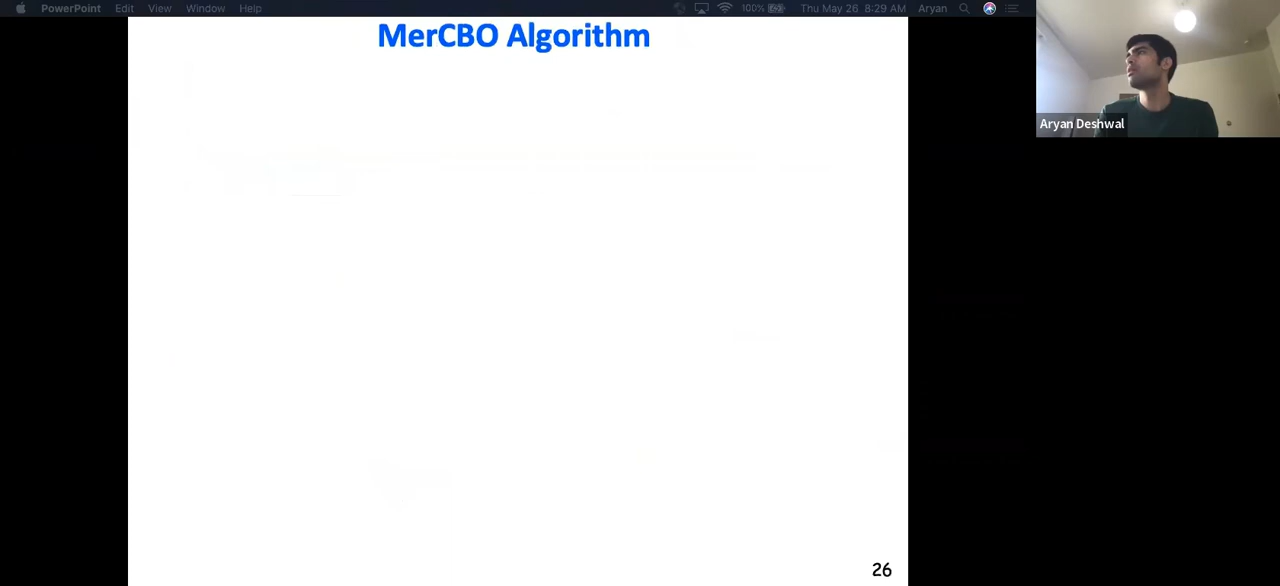 PowerPoint Edit View Window Help 100% Thu May 26 8:29 AM Aryan
MerCBO Algorithm
Aryan Deshwal
26